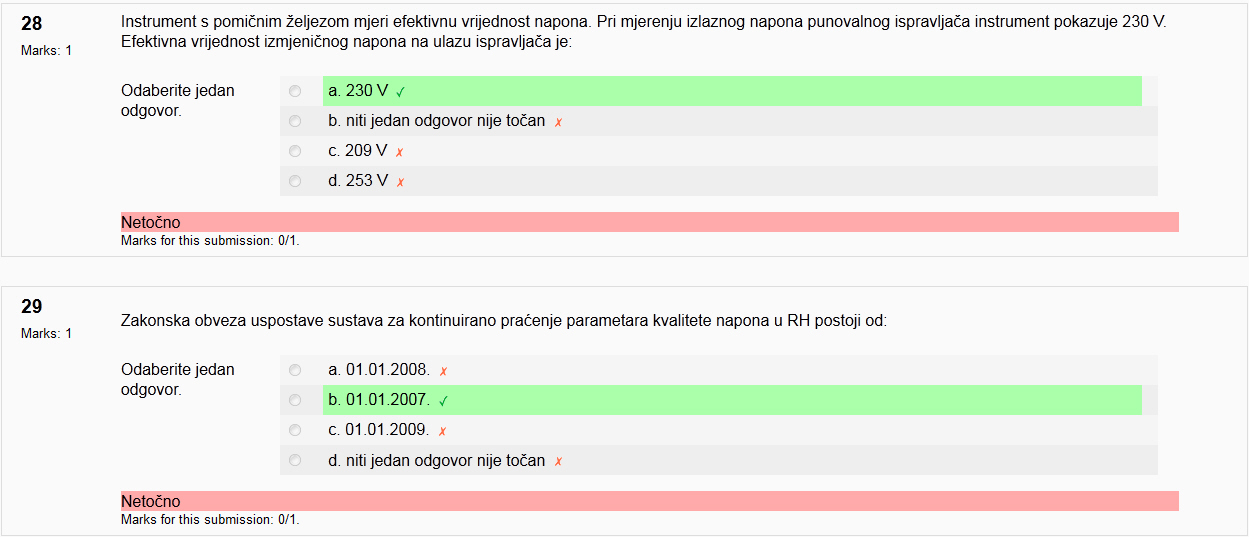 28
Marks: 1
Instrument s pomičnim željezom mjeri efektivnu vrijednost napona. Pri mjerenju izlaznog napona punovalnog ispravljača instrument pokazuje 230 V.
Efektivna vrijednost izmjeničnog napona na ulazu ispravljača je:
Odaberite jedan
odgovor.
a. 230 V ✓
b. niti jedan odgovor nije točan ✗
c. 209 V ✗
d. 253 V ✗
Netočno
Marks for this submission: 0/1.
29
Marks: 1
Zakonska obveza uspostave sustava za kontinuirano praćenje parametara kvalitete napona u RH postoji od:
Odaberite jedan
odgovor.
a. 01.01.2008. ✗
b. 01.01.2007. ✓
c. 01.01.2009. ✗
d. niti jedan odgovor nije točan ✗
Netočno
Marks for this submission: 0/1.